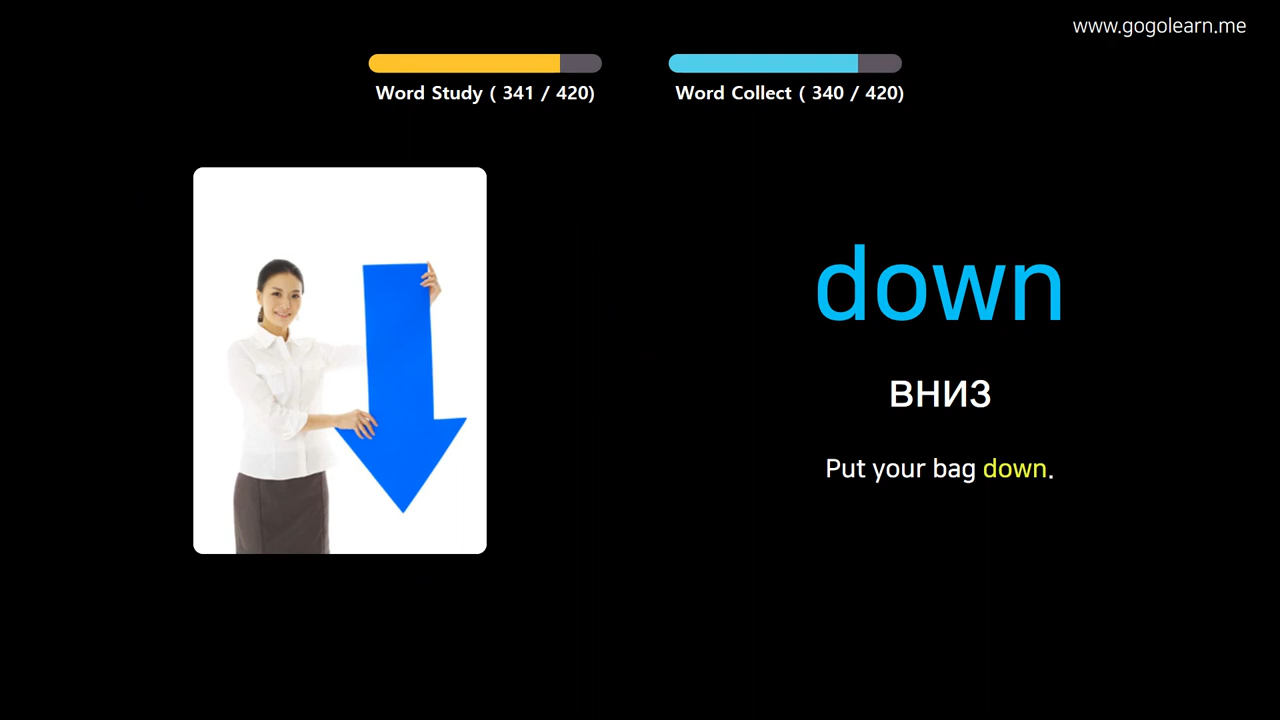 www.gogolearn.me
Word Study ( 341 / 420)
Word Collect ( 340 / 420)
down
вниз
Put your bag down.